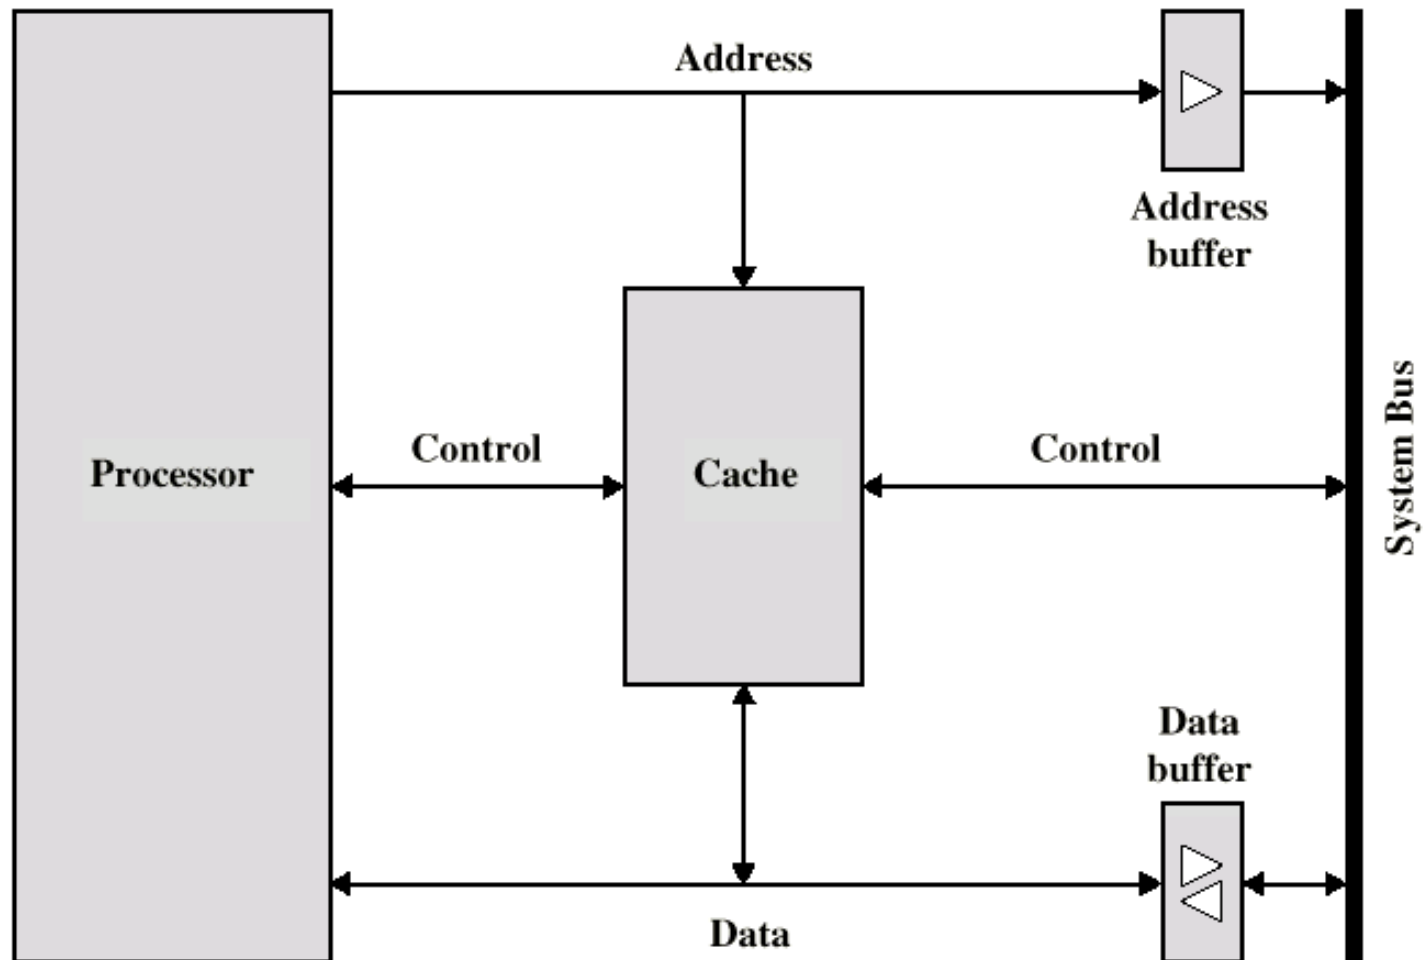 Address
Address
buffer
Control
Control
Processor
Cache
System Bus
Data
buffer
Data